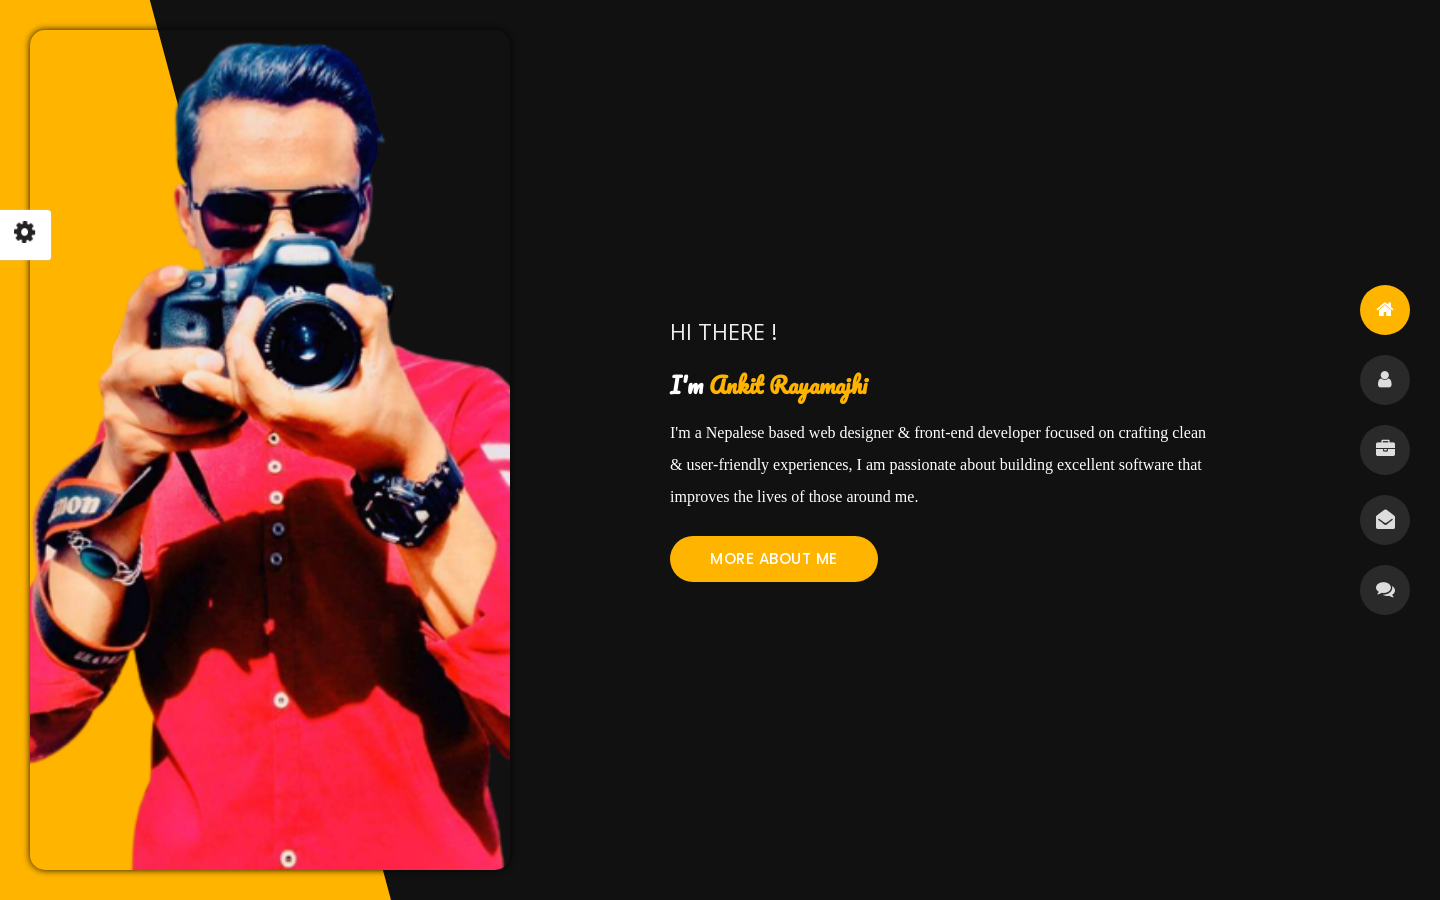 HI THERE !
I'm Ankit Rayamajhi
I'm a Nepalese based web designer & front-end developer focused on crafting clean
& user-friendly experiences, I am passionate about building excellent software that
improves the lives of those around me.
MORE ABOUT ME